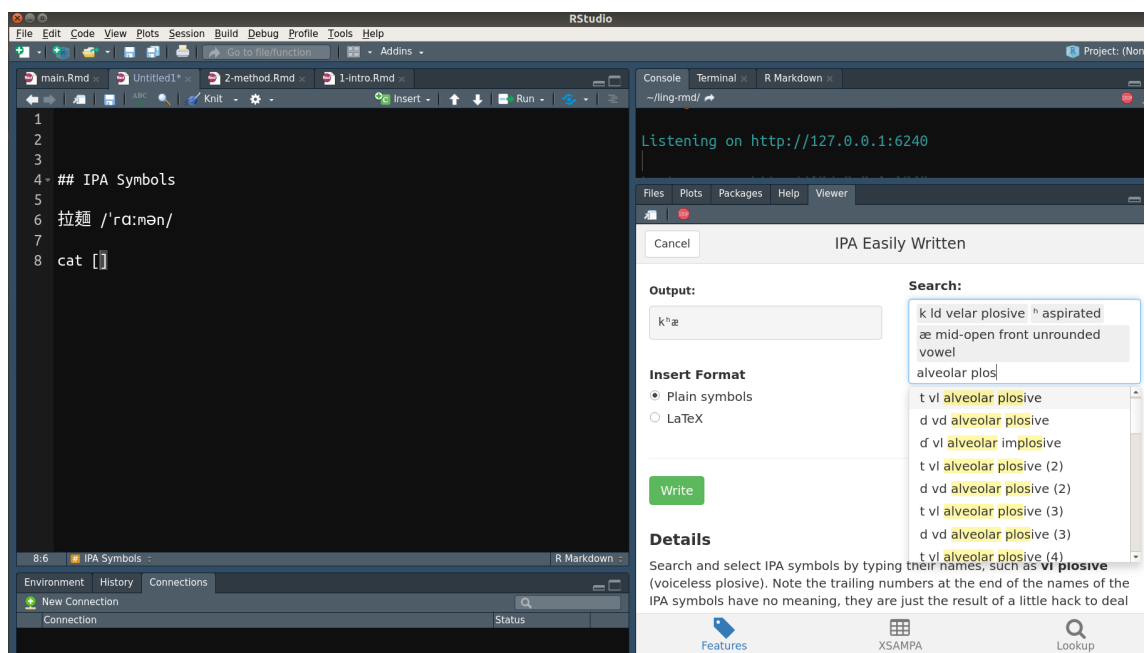 RStudio
File Edit Code View Plots Session Build Debug Profile Tools Help
Go to file/function Addins Project: (Non
main.Rmd Untitled1* 2-method.Rmd 1-intro.Rmd
ABC Knit Insert Run
1
2
3
4 ## IPA Symbols
5
6 拉麺 /ˈrɑːmən/
7
8 cat []
8:6 # IPA Symbols R Markdown
Environment History Connections
New Connection
Connection Status
Console Terminal R Markdown
~/ling-rmd/
Listening on http://127.0.0.1:6240
Files Plots Packages Help Viewer
Cancel IPA Easily Written
Output:
kʰæ
Insert Format
Plain symbols
LaTeX
Write
Search:
k ld velar plosive ʰ aspirated
æ mid-open front unrounded
vowel
alveolar plos
t vl alveolar plosive
d vd alveolar plosive
ɗ vl alveolar implosive
t vl alveolar plosive (2)
d vd alveolar plosive (2)
t vl alveolar plosive (3)
d vd alveolar plosive (3)
t vl alveolar plosive (4)
Details
Search and select IPA symbols by typing their names, such as vl plosive
(voiceless plosive). Note the trailing numbers at the end of the names of the
IPA symbols have no meaning, they are just the result of a little hack to deal
Features XSAMPA Lookup